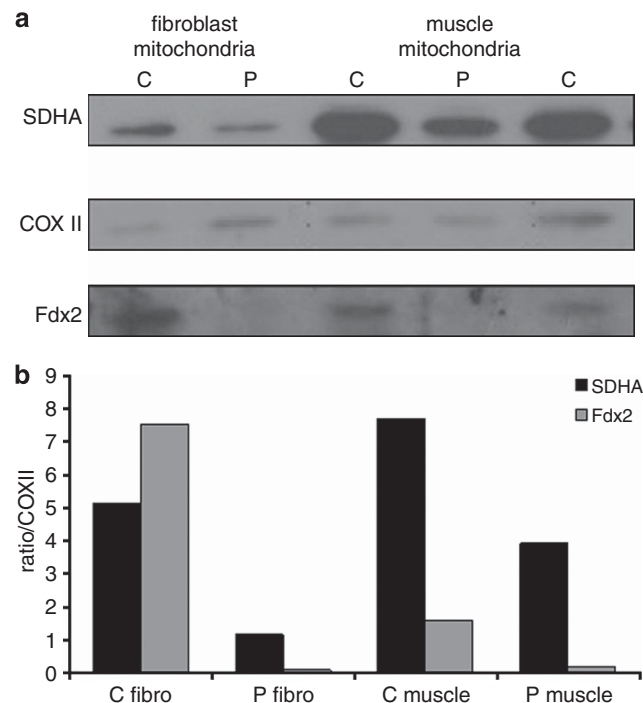 a
fibroblast mitochondria
muscle mitochondria
C P C P C
SDHA
COX II
Fdx2
b
9
8
7
6
5
4
3
2
1
0
ratio/COXII
SDHA
Fdx2
C fibro P fibro C muscle P muscle